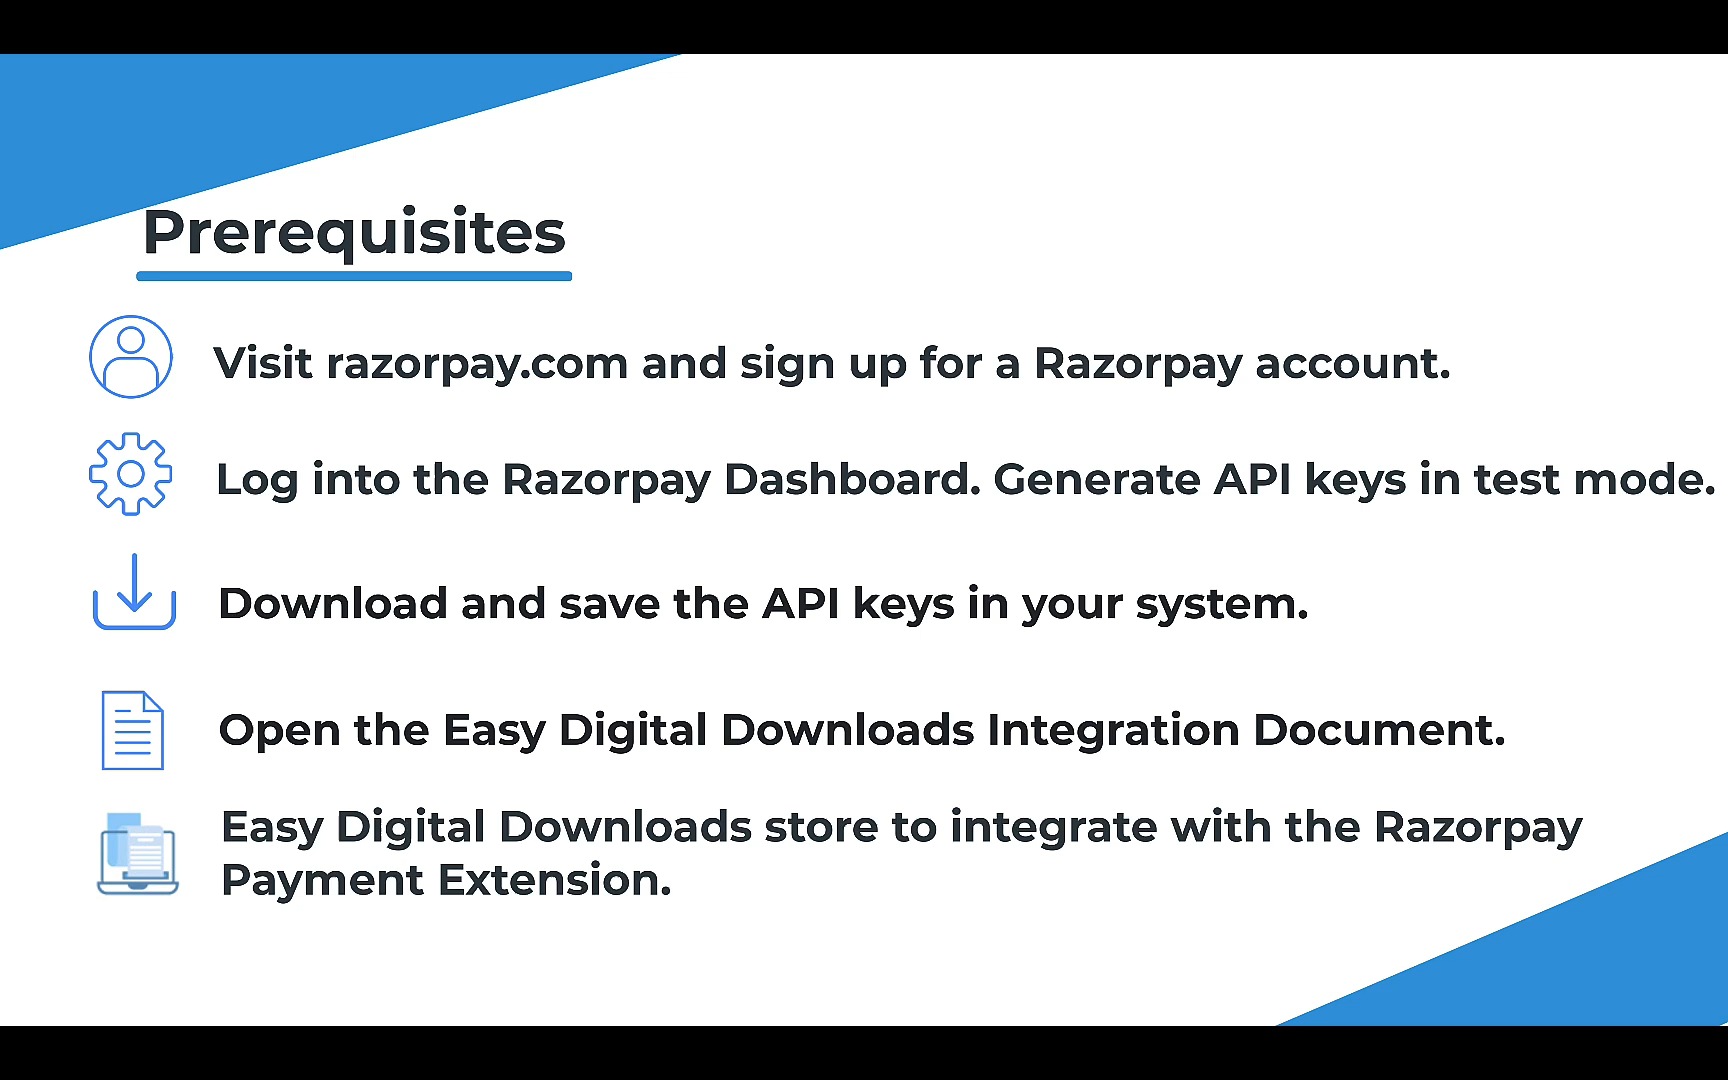 Prerequisites
Visit razorpay.com and sign up for a Razorpay account.
Log into the Razorpay Dashboard. Generate API keys in test mode.
Download and save the API keys in your system.
Open the Easy Digital Downloads Integration Document.
Easy Digital Downloads store to integrate with the Razorpay
Payment Extension.